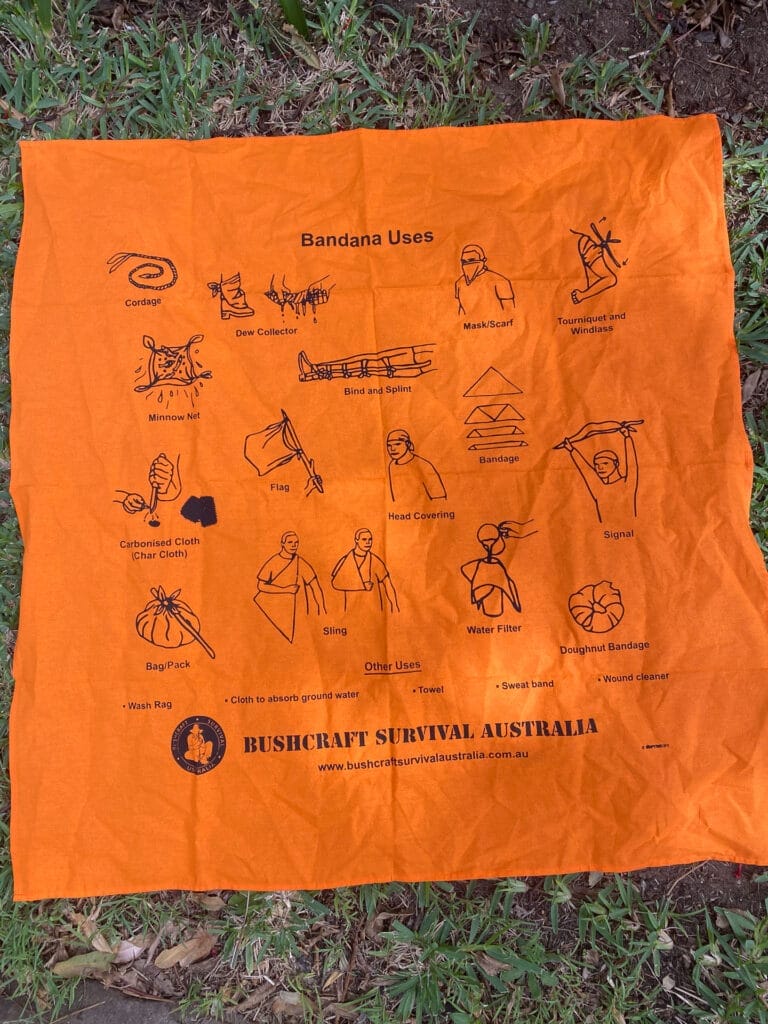 Bandana Uses
Cordage
Dew Collector
Mask/Scarf
Tourniquet and
Windlass
Minnow Net
Bind and Splint
Bandage
Flag
Head Covering
Signal
Carbonised Cloth
(Char Cloth)
Sling
Water Filter
Doughnut Bandage
Bag/Pack
Other Uses
• Wash Rag
• Cloth to absorb ground water
• Towel
• Sweat band
• Wound cleaner
BUSHCRAFT SURVIVAL AUSTRALIA
www.bushcraftsurvivalaustralia.com.au